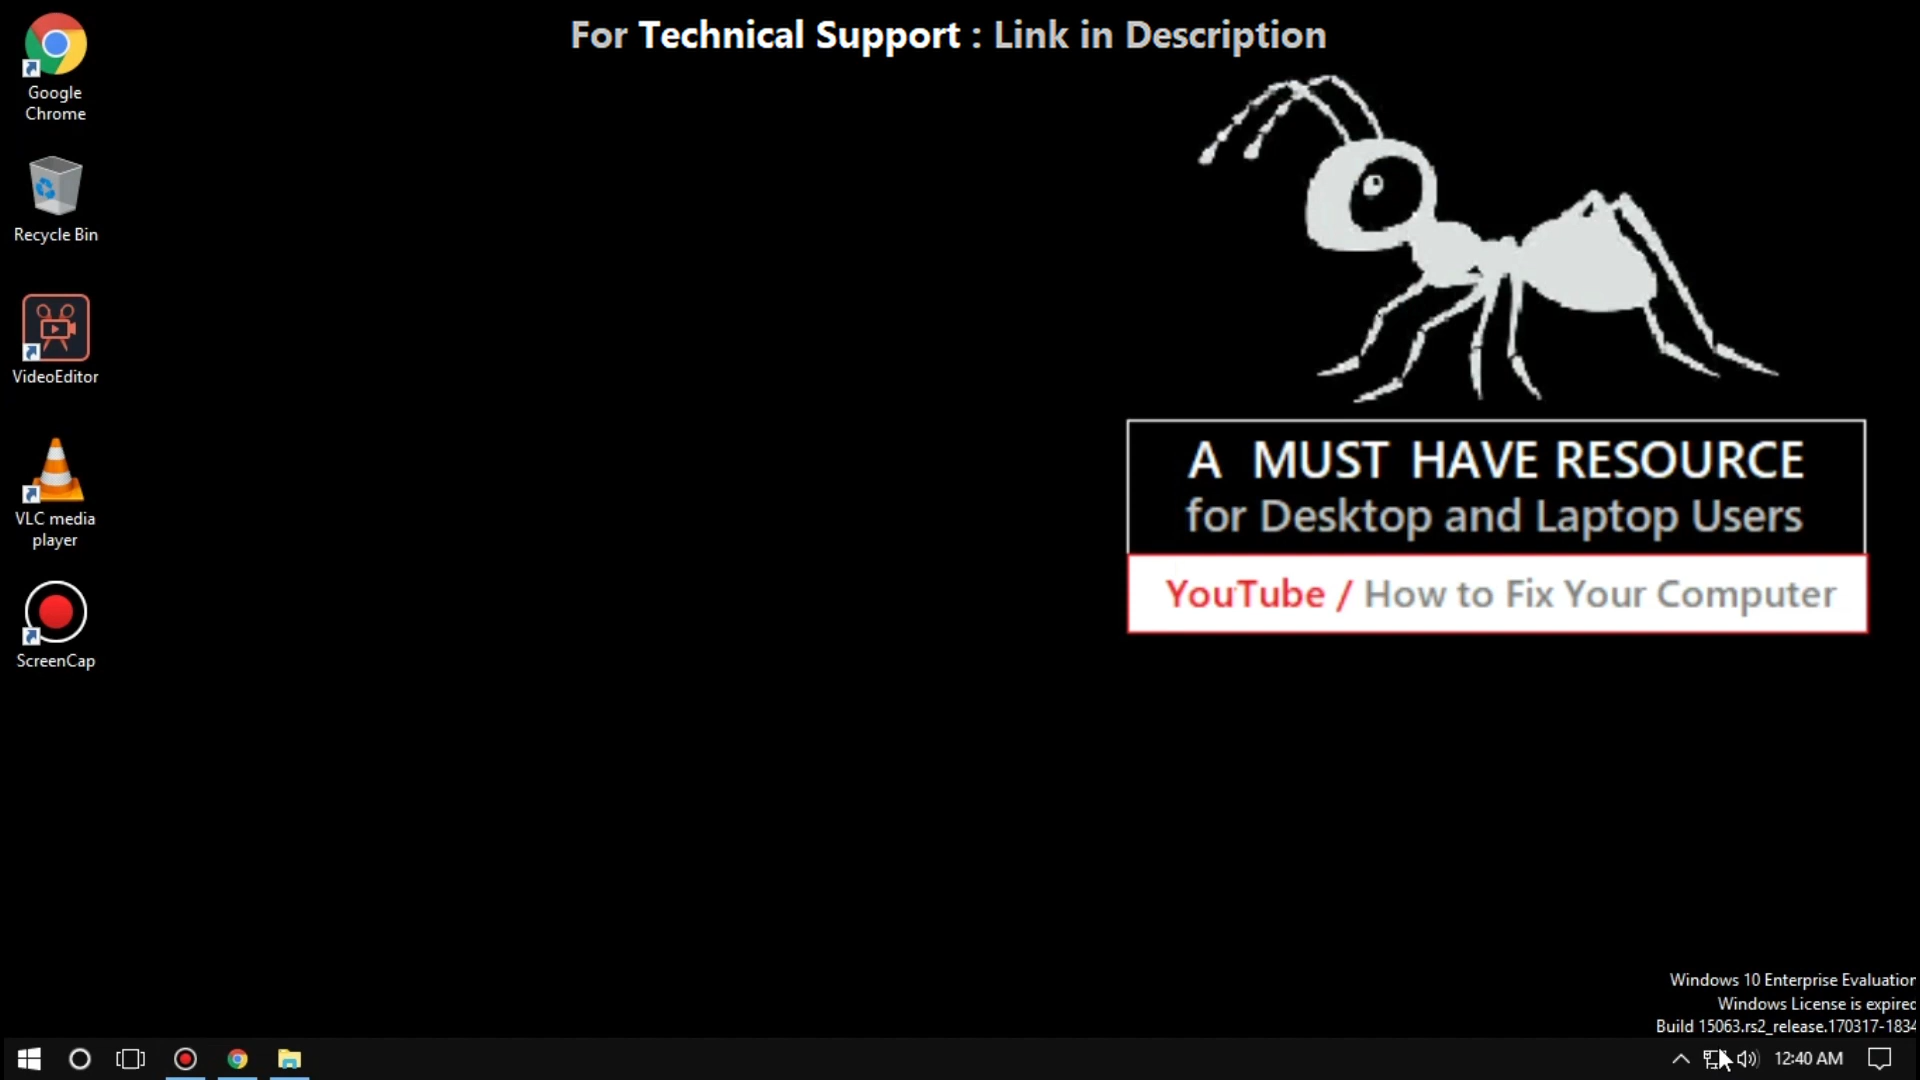 For Technical Support : Link in Description
Google
Chrome
Recycle Bin
VideoEditor
VLC media
player
ScreenCap
A MUST HAVE RESOURCE
for Desktop and Laptop Users
YouTube / How to Fix Your Computer
Windows 10 Enterprise Evaluation
Windows License is expired
Build 15063.rs2_release.170317-1834
12:40 AM